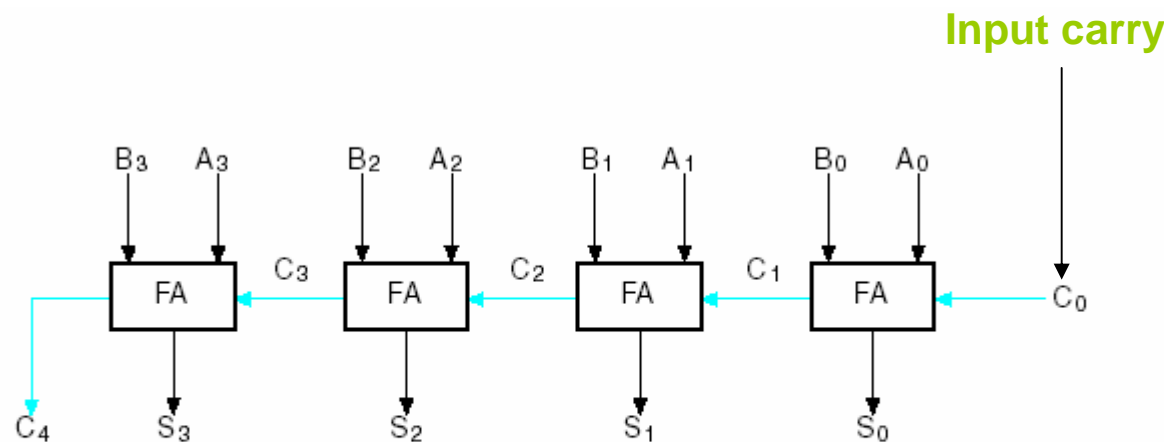 Input carry
B3 A3 B2 A2 B1 A1 B0 A0
C3 C2 C1
FA FA FA FA C0
C4 S3 S2 S1 S0